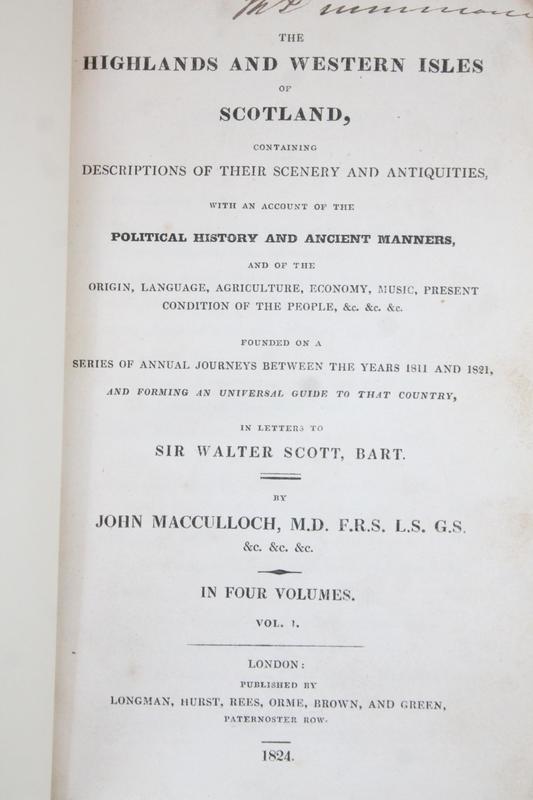 THE
HIGHLANDS AND WESTERN ISLES
OF
SCOTLAND,
CONTAINING
DESCRIPTIONS OF THEIR SCENERY AND ANTIQUITIES,
WITH AN ACCOUNT OF THE
POLITICAL HISTORY AND ANCIENT MANNERS,
AND OF THE
ORIGIN, LANGUAGE, AGRICULTURE, ECONOMY, MUSIC, PRESENT
CONDITION OF THE PEOPLE, &c. &c. &c.
FOUNDED ON A
SERIES OF ANNUAL JOURNEYS BETWEEN THE YEARS 1811 AND 1821,
AND FORMING AN UNIVERSAL GUIDE TO THAT COUNTRY,
IN LETTERS TO
SIR WALTER SCOTT, BART.
BY
JOHN MACCULLOCH, M.D. F.R.S. L.S. G.S.
&c. &c. &c.
IN FOUR VOLUMES.
VOL. I.
LONDON:
PUBLISHED BY
LONGMAN, HURST, REES, ORME, BROWN, AND GREEN,
PATERNOSTER ROW.
1824.